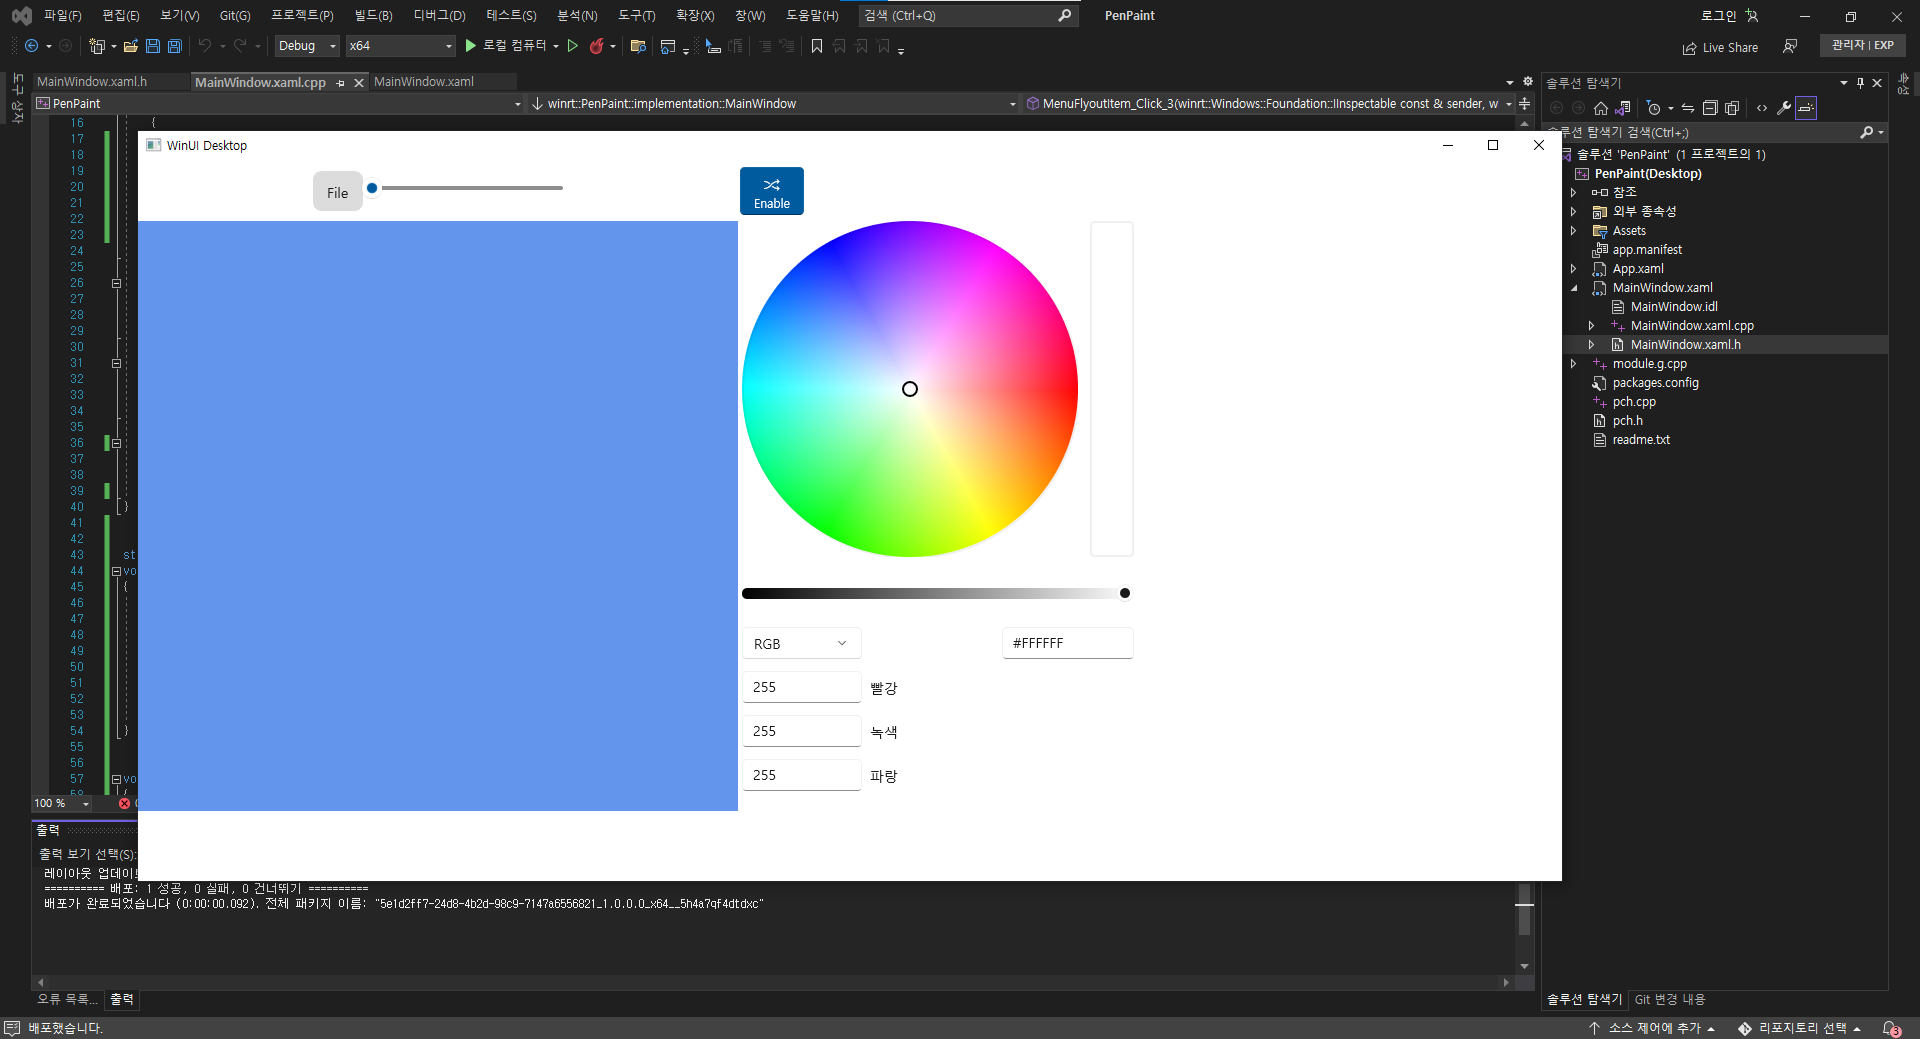 파일(F) 편집(E) 보기(V) Git(G) 프로젝트(P) 빌드(B) 디버그(D) 테스트(S) 분석(N) 도구(T) 확장(X) 창(W) 도움말(H) 검색 (Ctrl+Q) PenPaint 로그인
Debug x64 로컬 컴퓨터 Live Share 관리자 | EXP
도구 상자
MainWindow.xaml.h MainWindow.xaml.cpp MainWindow.xaml
PenPaint winrt::PenPaint::implementation::MainWindow MenuFlyoutItem_Click_3(winrt::Windows::Foundation::IInspectable const & sender, w
16 {
17
18
19
20
21
22
23
24
25
26
27
28
29
30
31
32
33
34
35
36
37
38
39
40 }
41
42
43 st
44 vo
45 {
46
47
48
49
50
51
52
53
54 }
55
56
57 vo
58 {
100 %
WinUI Desktop
File
Enable
RGB #FFFFFF
255 빨강
255 녹색
255 파랑
출력
출력 보기 선택(S):
레이아웃 업데이트
========== 배포: 1 성공, 0 실패, 0 건너뛰기 ==========
배포가 완료되었습니다 (0:00:00.092). 전체 패키지 이름: "5e1d2ff7-24d8-4b2d-98c9-7147a6556821_1.0.0.0_x64__5h4a7qf4dtdxc"
오류 목록... 출력
솔루션 탐색기
속성
솔루션 탐색기 검색(Ctrl+;)
솔루션 'PenPaint' (1 프로젝트의 1)
PenPaint(Desktop)
참조
외부 종속성
Assets
app.manifest
App.xaml
MainWindow.xaml
MainWindow.idl
MainWindow.xaml.cpp
MainWindow.xaml.h
module.g.cpp
packages.config
pch.cpp
pch.h
readme.txt
솔루션 탐색기 Git 변경 내용
배포했습니다. 소스 제어에 추가 리포지토리 선택 3